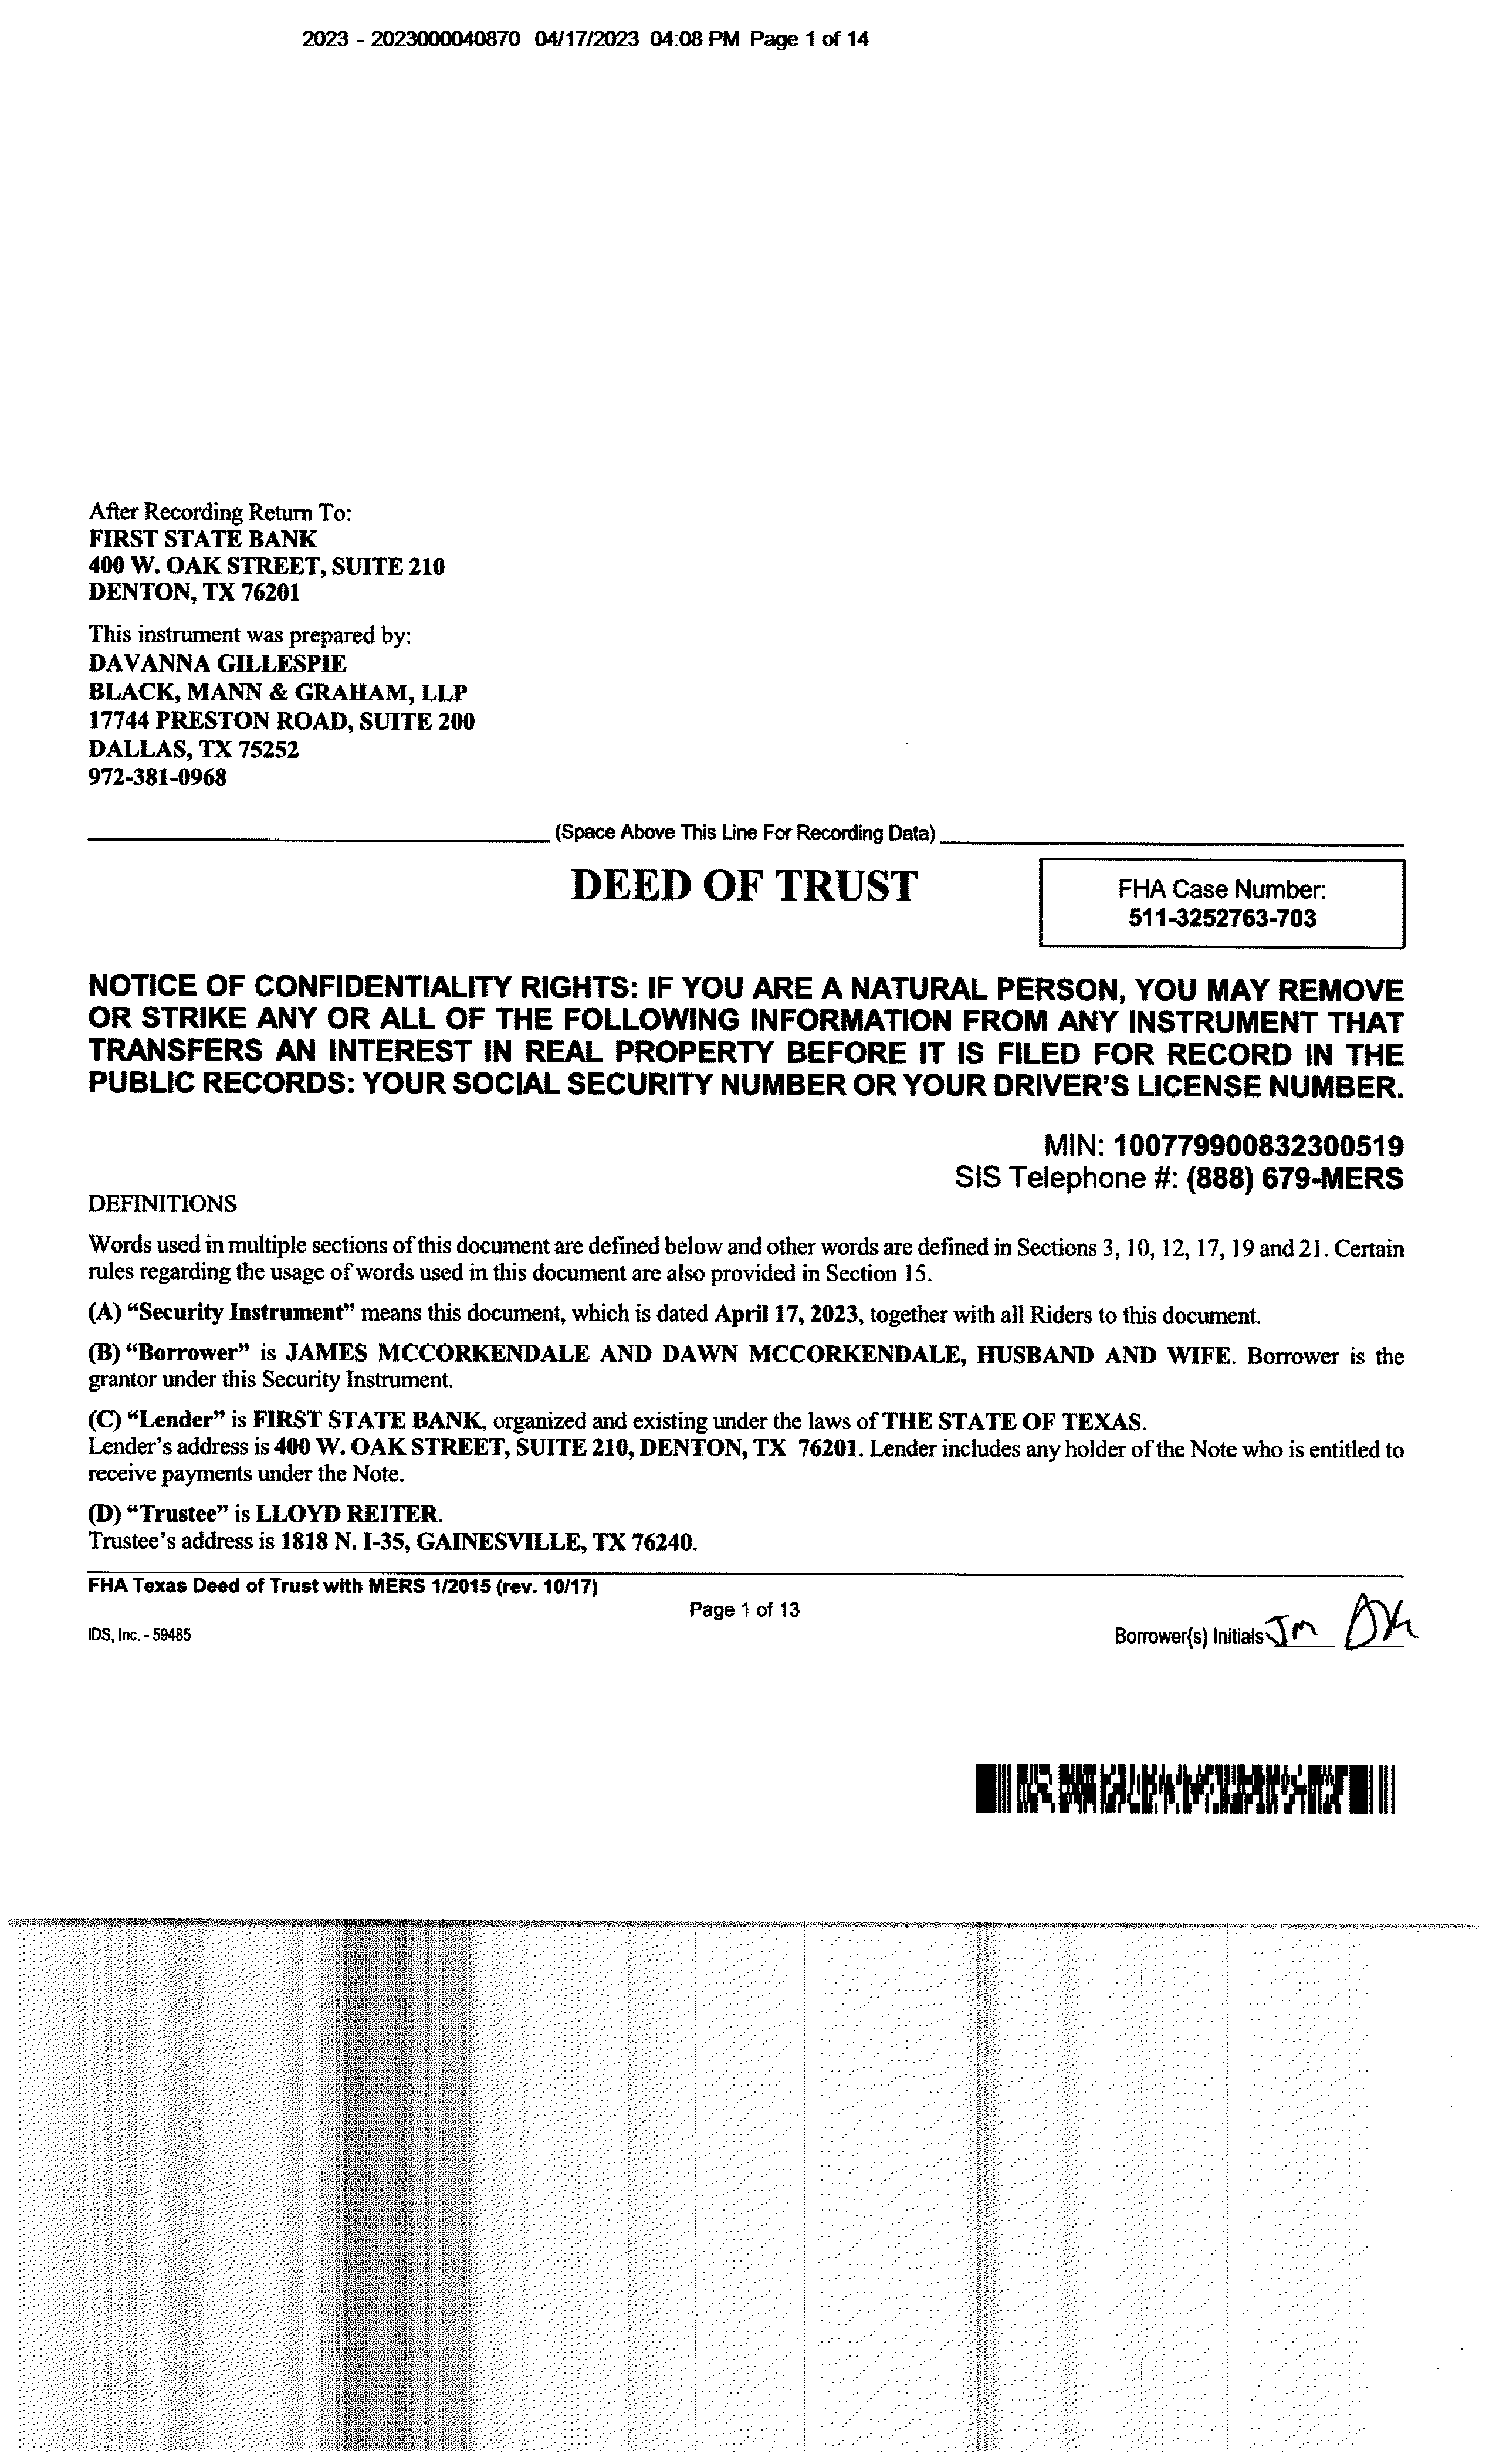 2023 - 2023000040870 04/17/2023 04:08 PM Page 1 of 14
After Recording Return To:
FIRST STATE BANK
400 W. OAK STREET, SUITE 210
DENTON, TX 76201
This instrument was prepared by:
DAVANNA GILLESPIE
BLACK, MANN & GRAHAM, LLP
17744 PRESTON ROAD, SUITE 200
DALLAS, TX 75252
972-381-0968
(Space Above This Line For Recording Data)
DEED OF TRUST
FHA Case Number:
511-3252763-703
NOTICE OF CONFIDENTIALITY RIGHTS: IF YOU ARE A NATURAL PERSON, YOU MAY REMOVE
OR STRIKE ANY OR ALL OF THE FOLLOWING INFORMATION FROM ANY INSTRUMENT THAT
TRANSFERS AN INTEREST IN REAL PROPERTY BEFORE IT IS FILED FOR RECORD IN THE
PUBLIC RECORDS: YOUR SOCIAL SECURITY NUMBER OR YOUR DRIVER'S LICENSE NUMBER.
MIN: 100779900832300519
SIS Telephone #: (888) 679-MERS
DEFINITIONS
Words used in multiple sections of this document are defined below and other words are defined in Sections 3, 10, 12, 17, 19 and 21. Certain
rules regarding the usage of words used in this document are also provided in Section 15.
(A) “Security Instrument” means this document, which is dated April 17, 2023, together with all Riders to this document.
(B) “Borrower” is JAMES MCCORKENDALE AND DAWN MCCORKENDALE, HUSBAND AND WIFE. Borrower is the
grantor under this Security Instrument.
(C) “Lender” is FIRST STATE BANK, organized and existing under the laws of THE STATE OF TEXAS.
Lender's address is 400 W. OAK STREET, SUITE 210, DENTON, TX 76201. Lender includes any holder of the Note who is entitled to
receive payments under the Note.
(D) “Trustee” is LLOYD REITER.
Trustee's address is 1818 N. I-35, GAINESVILLE, TX 76240.
FHA Texas Deed of Trust with MERS 1/2015 (rev. 10/17)
Page 1 of 13
IDS, Inc. - 59485
Borrower(s) Initials Jm DM